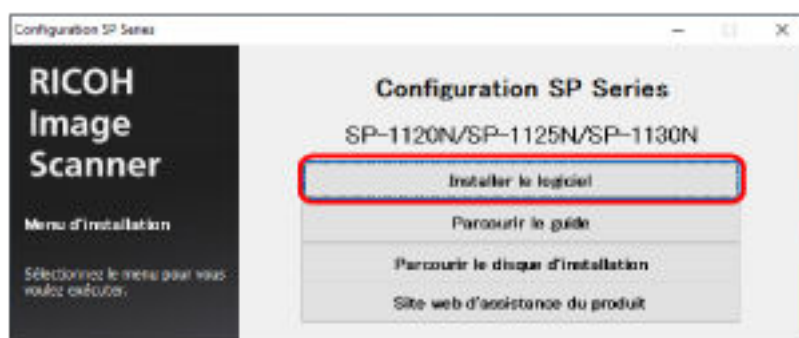 Configuration SP Series
RICOH
Image
Scanner
Menu d'installation
Sélectionnez le menu pour vous
voulez exécuter.
Configuration SP Series
SP-1120N/SP-1125N/SP-1130N
Installer le logiciel
Parcourir le guide
Parcourir le disque d'installation
Site web d'assistance du produit